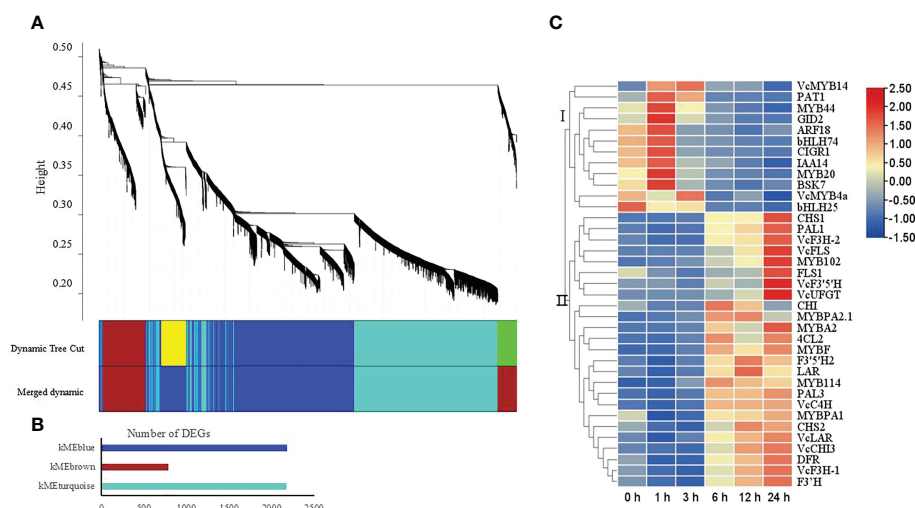 A
0.50
0.45
0.40
0.35
0.30
0.25
0.20
Height
Dynamic Tree Cut
Merged dynamic
B
Number of DEGs
kMEblue
kMEbrown
kMEturquoise
0 500 1000 1500 2000 2500
C
I
II
VcMYB14
PAT1
MYB44
GID2
ARF18
bHLH74
CIGR1
IAA14
MYB20
BSK7
VcMYB4a
bHLH25
CHS1
PAL1
VcF3H-2
VcFLS
MYB102
FLS1
VcF3'5'H
VcUFGT
CHI
MYBPA2.1
MYBA2
4CL2
MYBF
F3'5'H2
LAR
MYB114
PAL3
VcC4H
MYBPA1
CHS2
VcLAR
VcCHI3
DFR
VcF3H-1
F3'H
0 h 1 h 3 h 6 h 12 h 24 h
2.50
2.00
1.50
1.00
0.50
0.00
-0.50
-1.00
-1.50